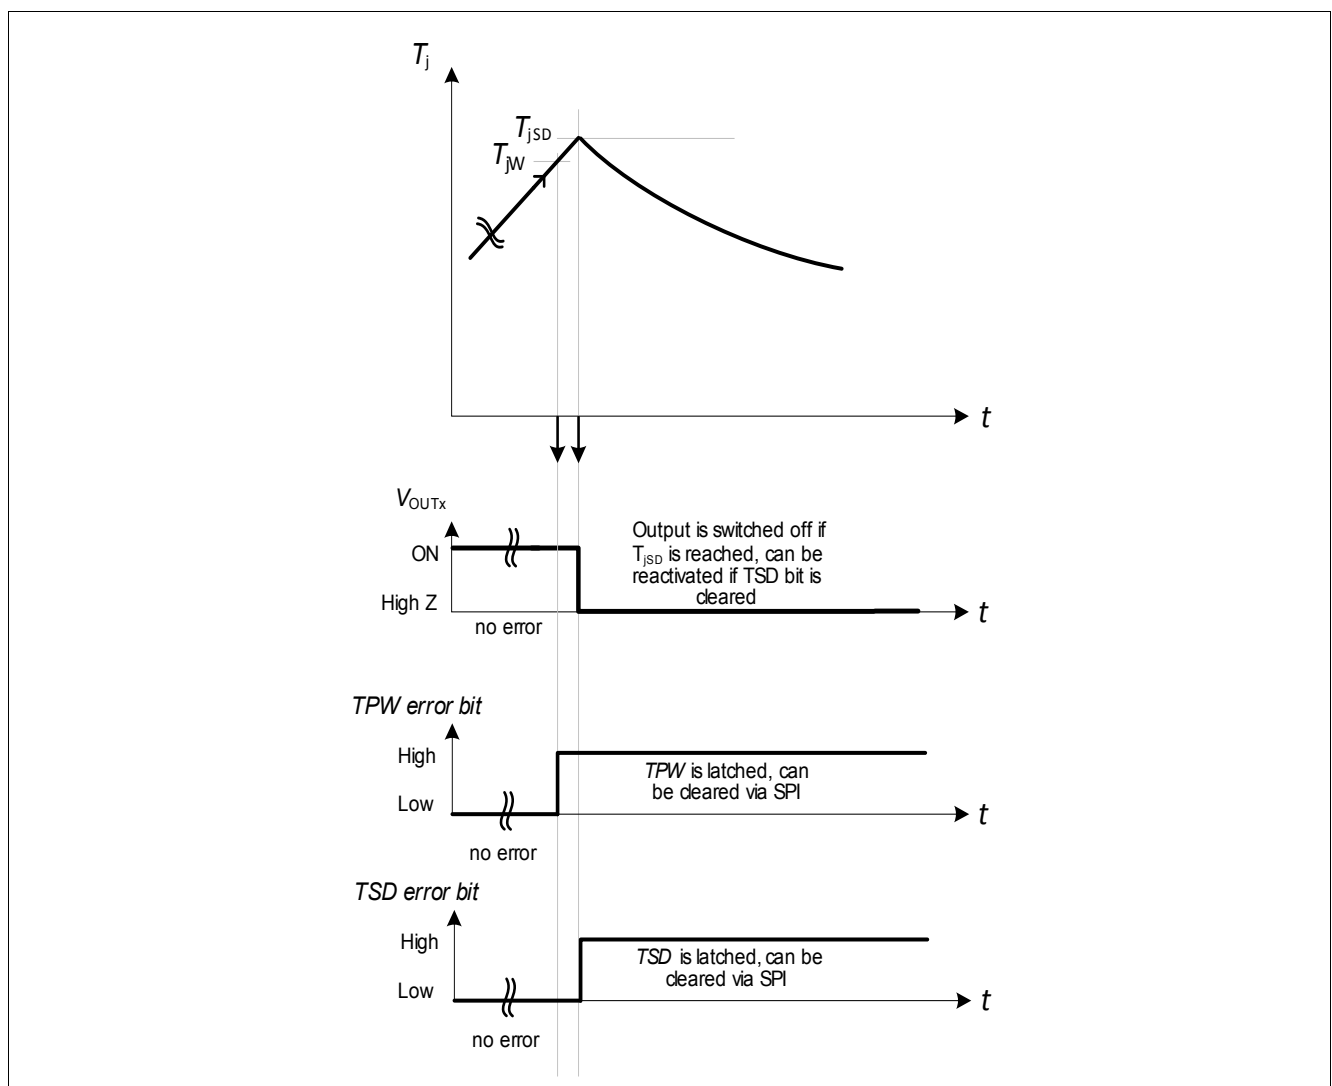 Tj
TjSD
TjW
t
VOUTx
ON
High Z
no error
Output is switched off if
TjSD is reached, can be
reactivated if TSD bit is
cleared
t
TPW error bit
High
Low
no error
TPW is latched, can
be cleared via SPI
t
TSD error bit
High
Low
no error
TSD is latched, can be
cleared via SPI
t